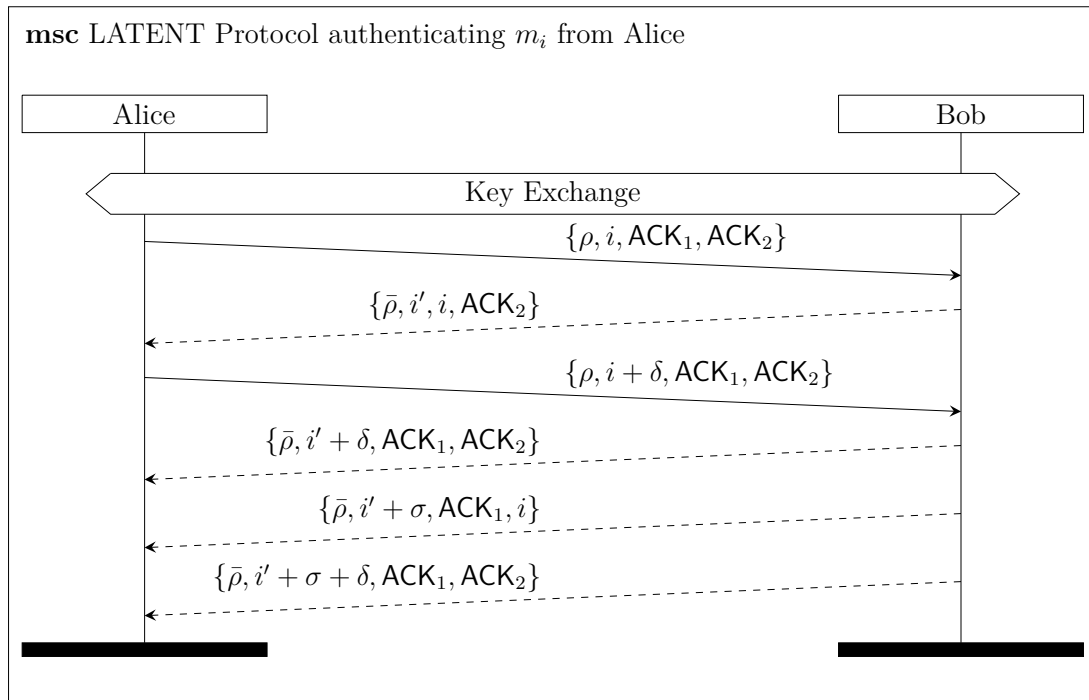 msc LATENT Protocol authenticating mᵢ from Alice
Alice
Bob
Key Exchange
{ρ, i, ACK₁, ACK₂}
{ρ̄, i′, i, ACK₂}
{ρ, i + δ, ACK₁, ACK₂}
{ρ̄, i′ + δ, ACK₁, ACK₂}
{ρ̄, i′ + σ, ACK₁, i}
{ρ̄, i′ + σ + δ, ACK₁, ACK₂}